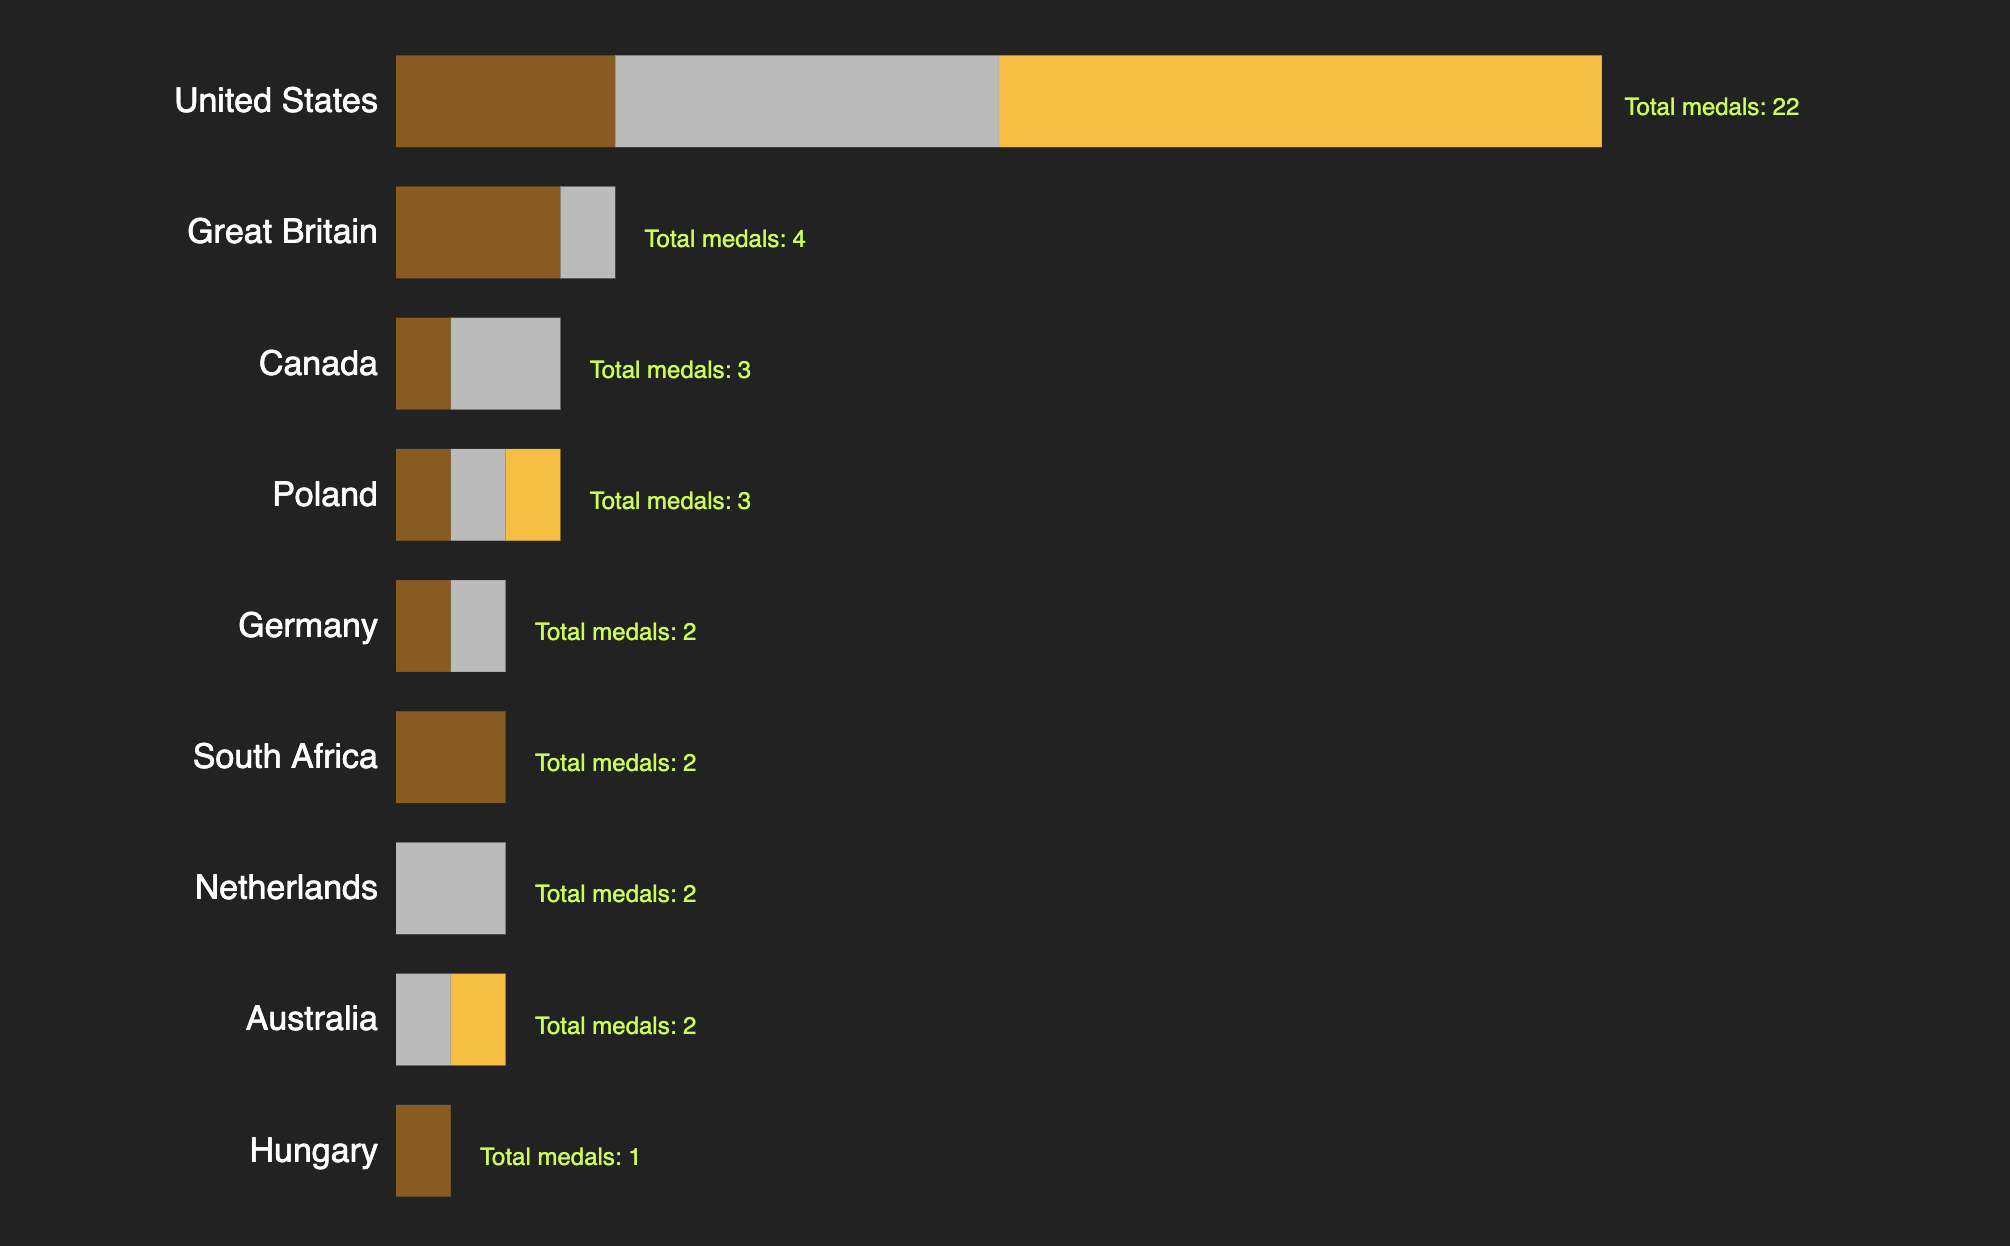 United States Total medals: 22
Great Britain Total medals: 4
Canada Total medals: 3
Poland Total medals: 3
Germany Total medals: 2
South Africa Total medals: 2
Netherlands Total medals: 2
Australia Total medals: 2
Hungary Total medals: 1